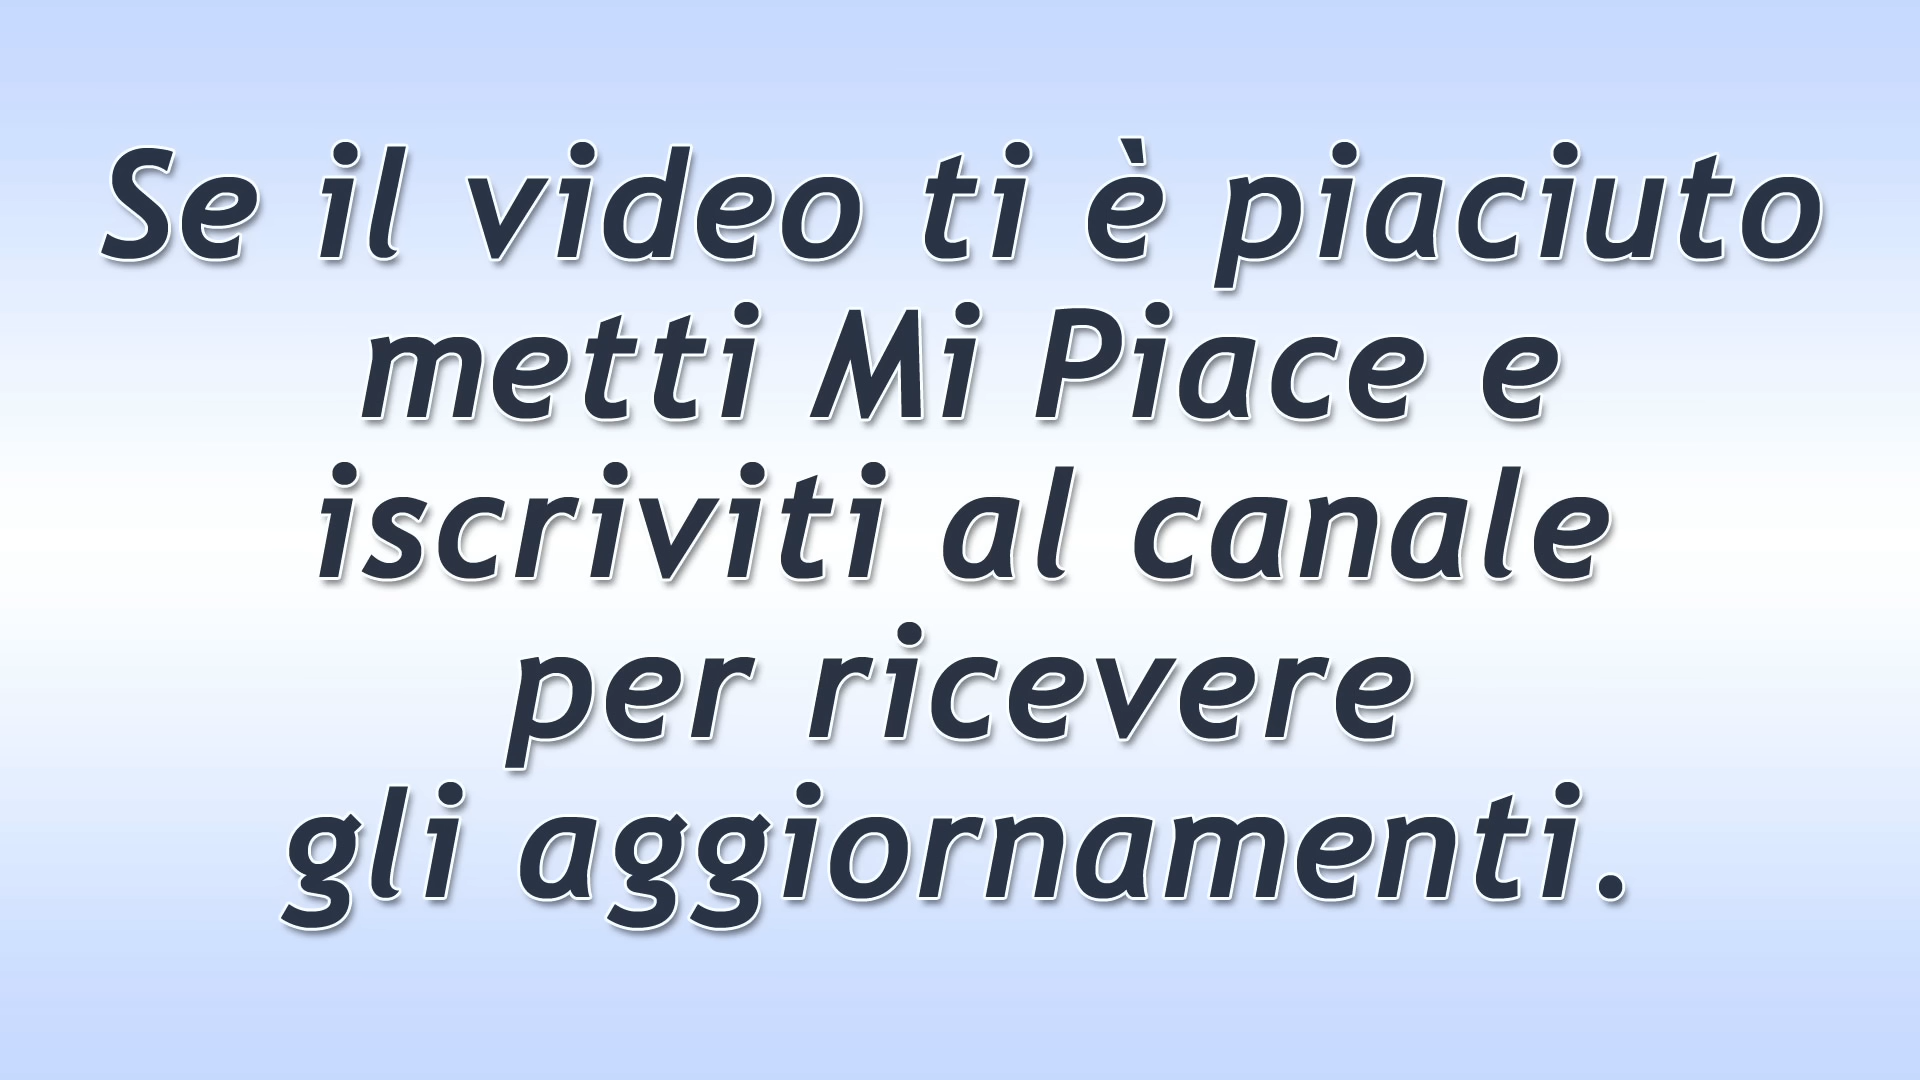 Se il video ti è piaciuto
metti Mi Piace e
iscriviti al canale
per ricevere
gli aggiornamenti.